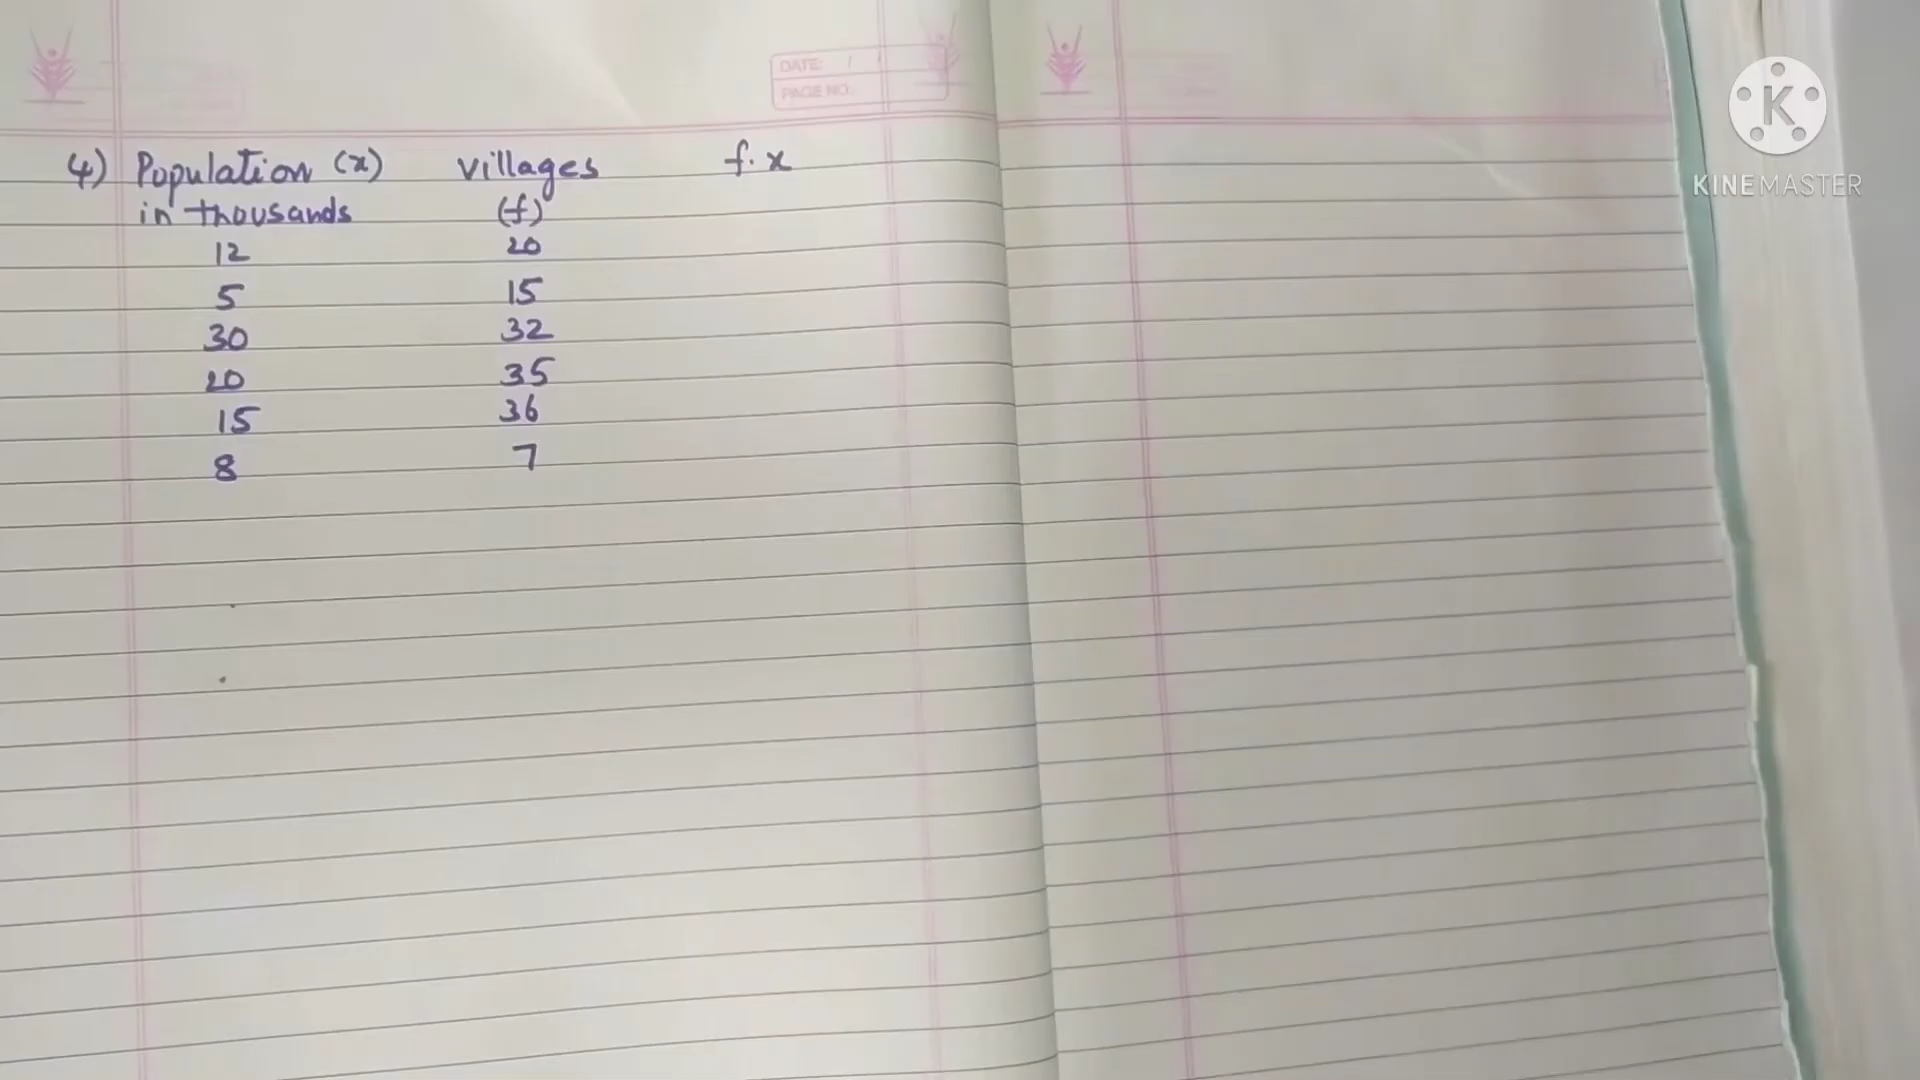 DATE: / /
PAGE NO.
KINEMASTER
4) Population (x) villages f.x
in thousands (f)
12 20
5 15
30 32
20 35
15 36
8 7